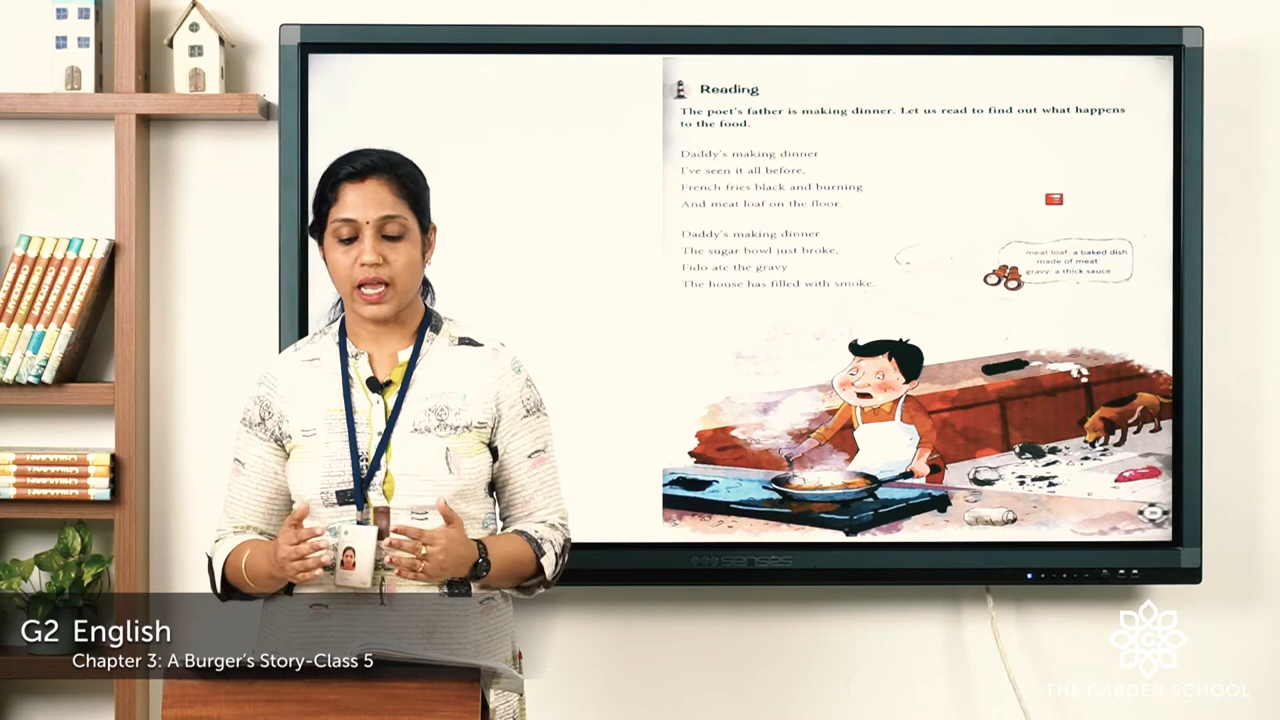 Reading
The poet's father is making dinner. Let us read to find out what happens
to the food.
Daddy's making dinner
I've seen it all before,
French fries black and burning
And meat loaf on the floor.
Daddy's making dinner
The sugar bowl just broke,
Fido ate the gravy
The house has filled with smoke.
meat loaf: a baked dish
made of meat
gravy: a thick sauce
senses
G2 English
Chapter 3: A Burger's Story-Class 5
THE GARDEN SCHOOL